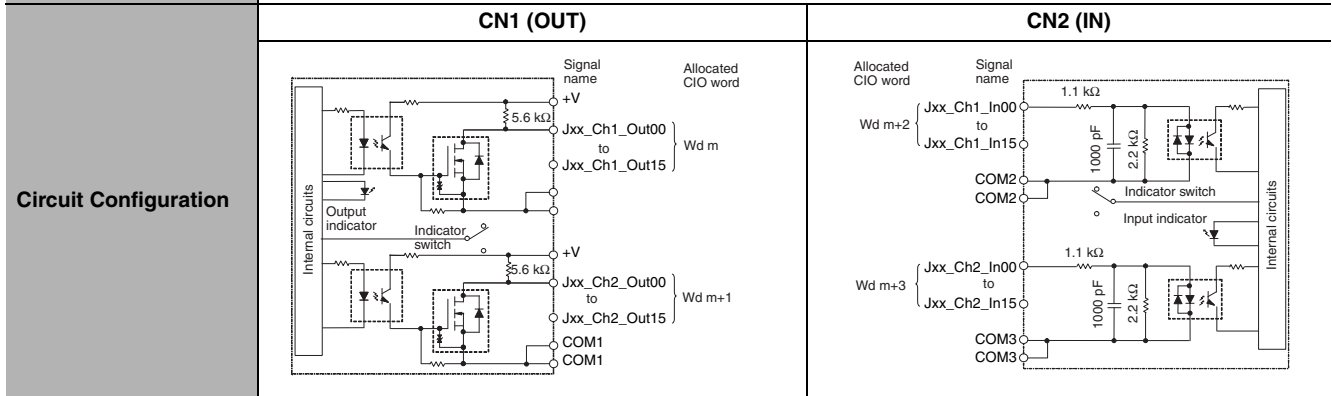 CN1 (OUT)
CN2 (IN)
Circuit Configuration
Signal
name
Allocated
CIO word
+V
5.6 kΩ
Jxx_Ch1_Out00
to
Jxx_Ch1_Out15
Wd m
Internal circuits
Output
indicator
Indicator
switch
+V
5.6 kΩ
Jxx_Ch2_Out00
to
Jxx_Ch2_Out15
Wd m+1
COM1
COM1
Allocated
CIO word
Signal
name
1.1 kΩ
Jxx_Ch1_In00
to
Jxx_Ch1_In15
Wd m+2
1000 pF
2.2 kΩ
COM2
COM2
Indicator switch
Input indicator
Internal circuits
1.1 kΩ
Jxx_Ch2_In00
to
Jxx_Ch2_In15
Wd m+3
1000 pF
2.2 kΩ
COM3
COM3